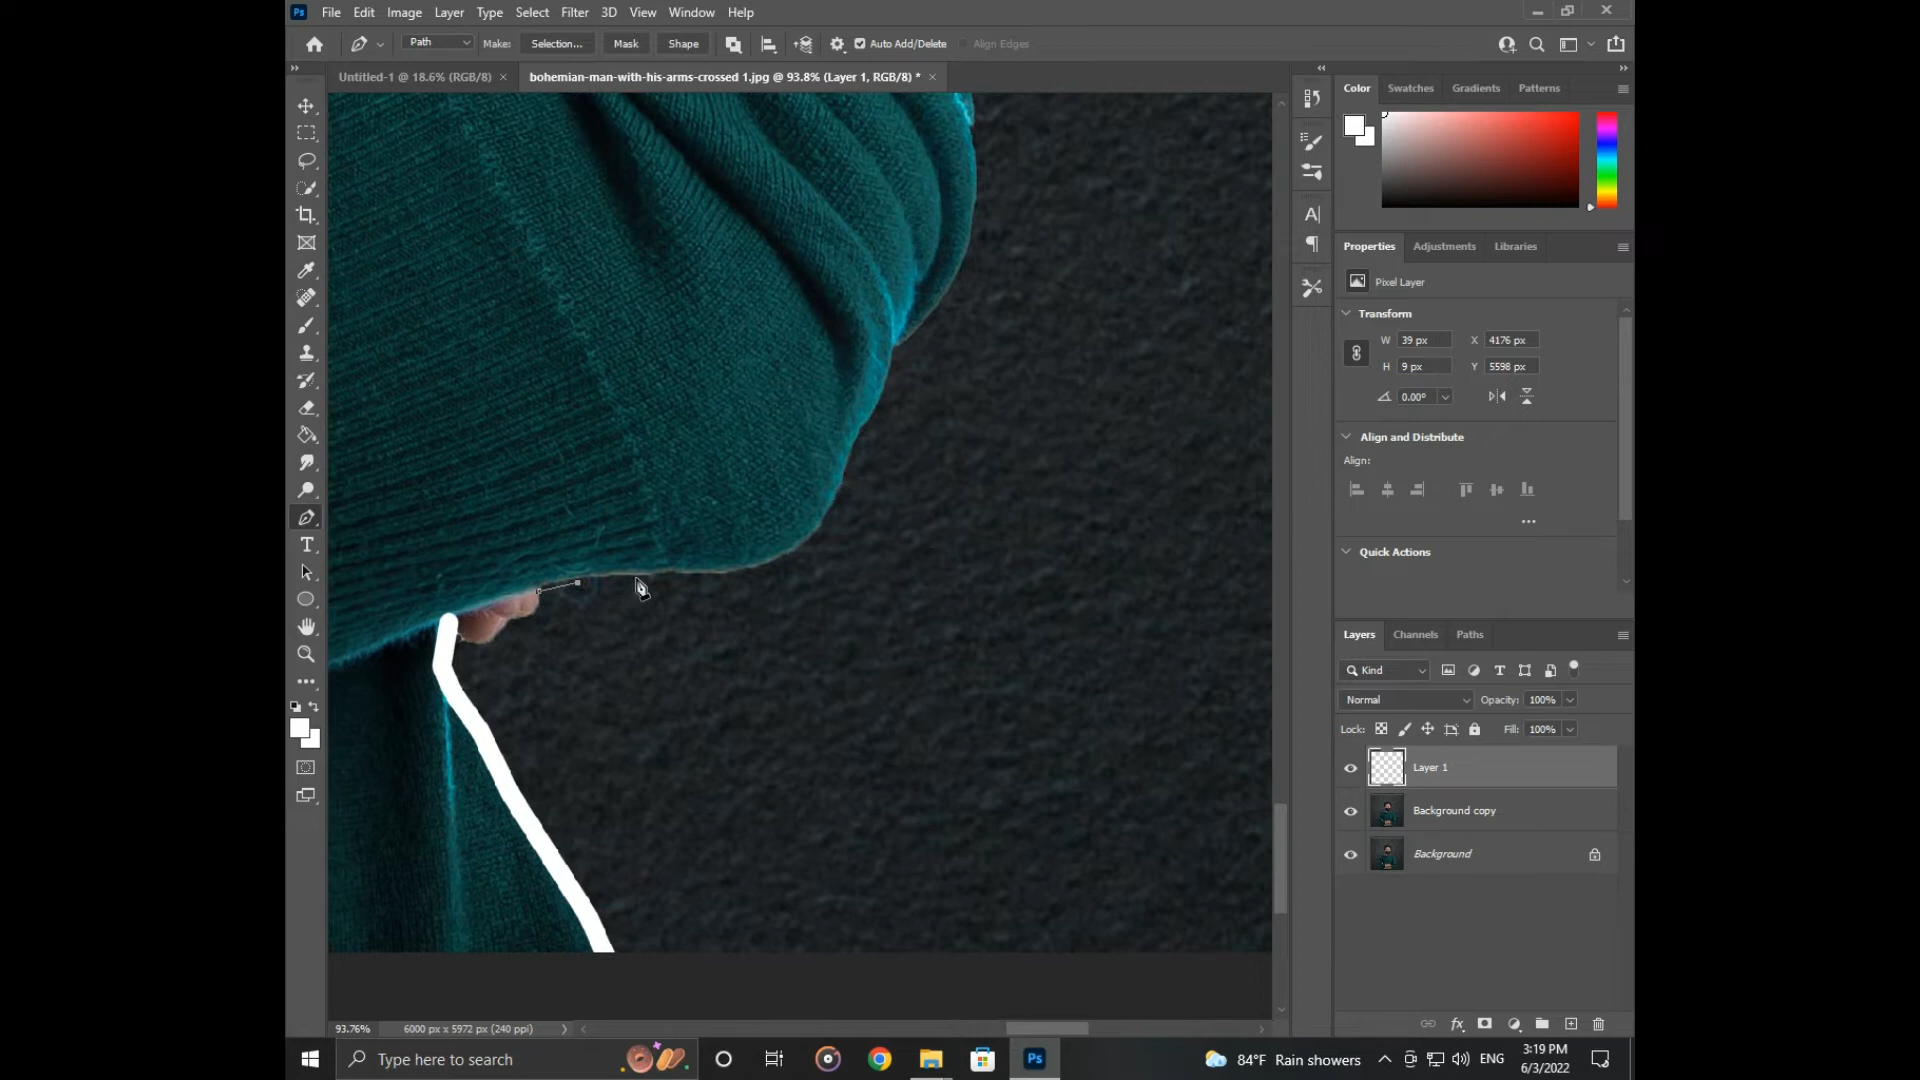 Ps File Edit Image Layer Type Select Filter 3D View Window Help
Path Make: Selection... Mask Shape Auto Add/Delete Align Edges
Untitled-1 @ 18.6% (RGB/8) × bohemian-man-with-his-arms-crossed 1.jpg @ 93.8% (Layer 1, RGB/8) * ×
Color Swatches Gradients Patterns
Properties Adjustments Libraries
Pixel Layer
Transform
W 39 px X 4176 px
H 9 px Y 5598 px
0.00°
Align and Distribute
Align:
Quick Actions
Layers Channels Paths
Kind
Normal Opacity: 100%
Lock: Fill: 100%
Layer 1
Background copy
Background
93.76% 6000 px x 5972 px (240 ppi)
Type here to search Ps 84°F Rain showers ENG 3:19 PM
6/3/2022